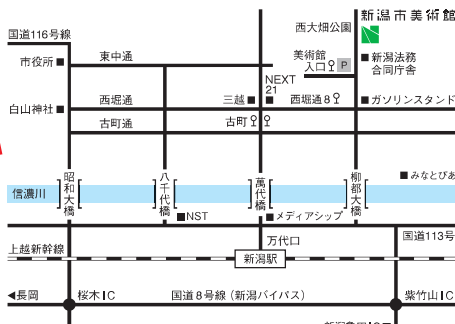 新潟市美術館
西大畑公園
国道116号線
市役所
東中通
美術館
入口
P
新潟法務
合同庁舎
NEXT
21
白山神社
西堀通
三越
西堀通8
ガソリンスタンド
古町通
古町
昭和大橋
八千代橋
萬代橋
柳都大橋
みなとぴあ
信濃川
NST
メディアシップ
万代口
国道113号
上越新幹線
新潟駅
長岡
桜木IC
国道8号線(新潟バイパス)
紫竹山IC